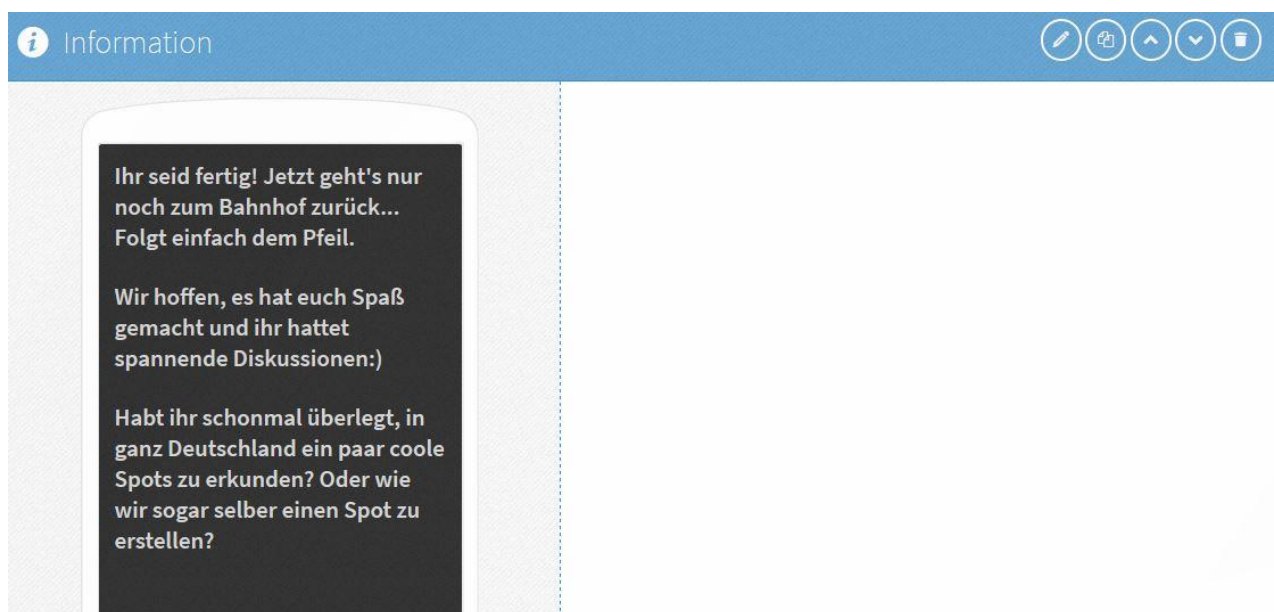 Information
Ihr seid fertig! Jetzt geht's nur
noch zum Bahnhof zurück...
Folgt einfach dem Pfeil.
Wir hoffen, es hat euch Spaß
gemacht und ihr hattet
spannende Diskussionen:)
Habt ihr schonmal überlegt, in
ganz Deutschland ein paar coole
Spots zu erkunden? Oder wie
wir sogar selber einen Spot zu
erstellen?